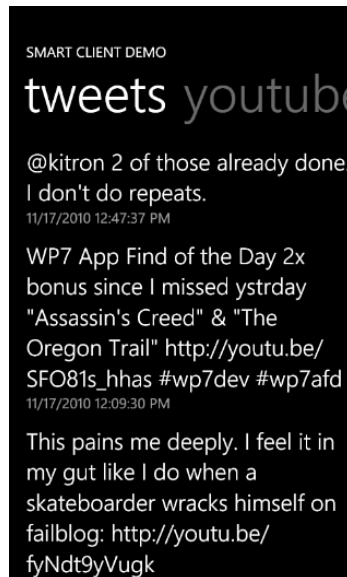 SMART CLIENT DEMO
tweets youtube
@kitron 2 of those already done.
I don't do repeats.
11/17/2010 12:47:37 PM
WP7 App Find of the Day 2x
bonus since I missed ystrday
"Assassin's Creed" & "The
Oregon Trail" http://youtu.be/
SFO81s_hhas #wp7dev #wp7afd
11/17/2010 12:09:30 PM
This pains me deeply. I feel it in
my gut like I do when a
skateboarder wracks himself on
failblog: http://youtu.be/
fyNdt9yVugk